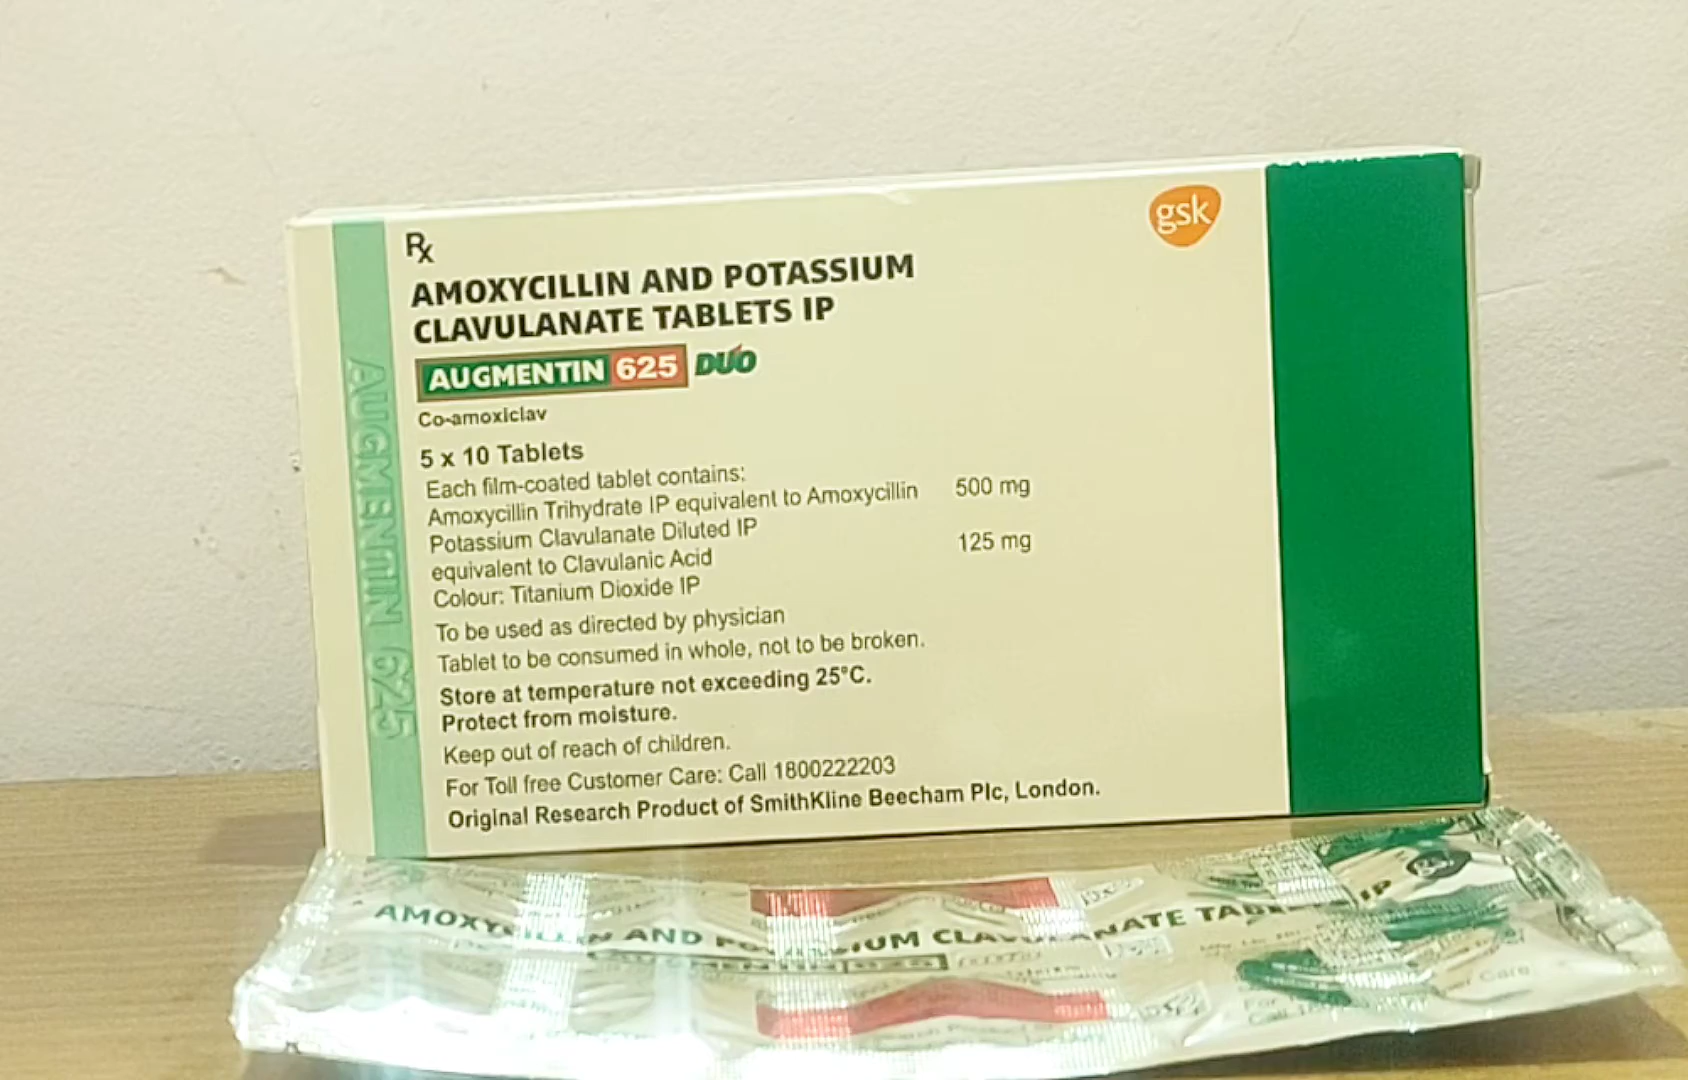 Rx
gsk
AMOXYCILLIN AND POTASSIUM
CLAVULANATE TABLETS IP
AUGMENTIN 625 DUO
Co-amoxiclav
5 x 10 Tablets
Each film-coated tablet contains:
Amoxycillin Trihydrate IP equivalent to Amoxycillin 500 mg
Potassium Clavulanate Diluted IP
equivalent to Clavulanic Acid 125 mg
Colour: Titanium Dioxide IP
To be used as directed by physician
Tablet to be consumed in whole, not to be broken.
Store at temperature not exceeding 25°C.
Protect from moisture.
Keep out of reach of children.
For Toll free Customer Care: Call 1800222203
Original Research Product of SmithKline Beecham Plc, London.
AUGMENTIN 625
AND
IP